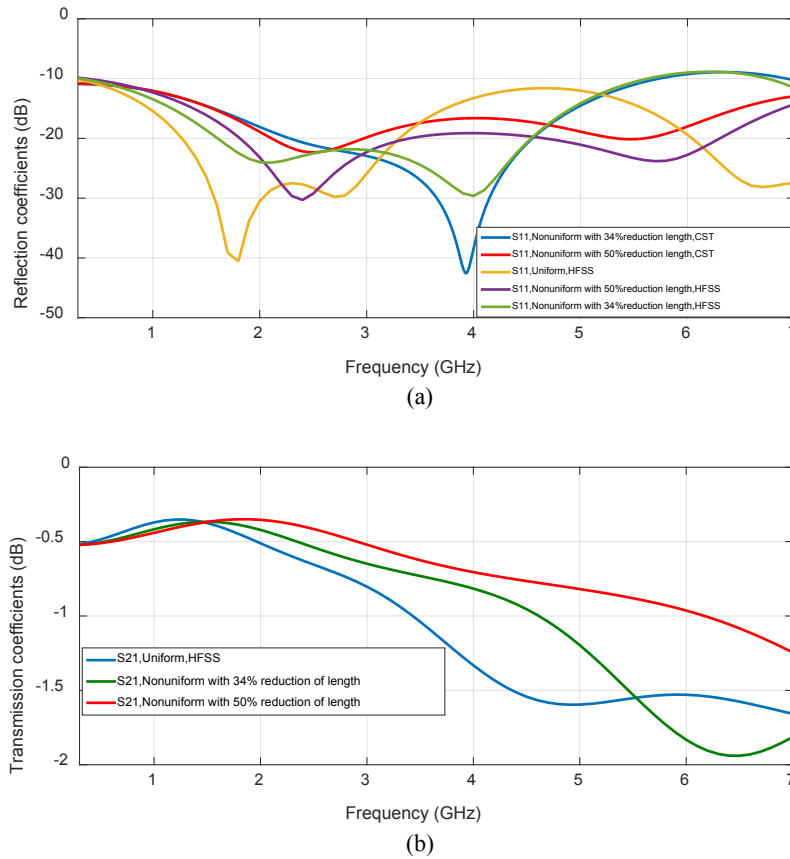 0
-10
-20
-30
-40
-50
Reflection coefficients (dB)
S11,Nonuniform with 34%reduction length,CST
S11,Nonuniform with 50%reduction length,CST
S11,Uniform,HFSS
S11,Nonuniform with 50%reduction length,HFSS
S11,Nonuniform with 34%reduction length,HFSS
1 2 3 4 5 6 7
Frequency (GHz)
(a)
0
-0.5
-1
-1.5
-2
Transmission coefficients (dB)
S21,Uniform,HFSS
S21,Nonuniform with 34% reduction of length
S21,Nonuniform with 50% reduction of length
1 2 3 4 5 6 7
Frequency (GHz)
(b)